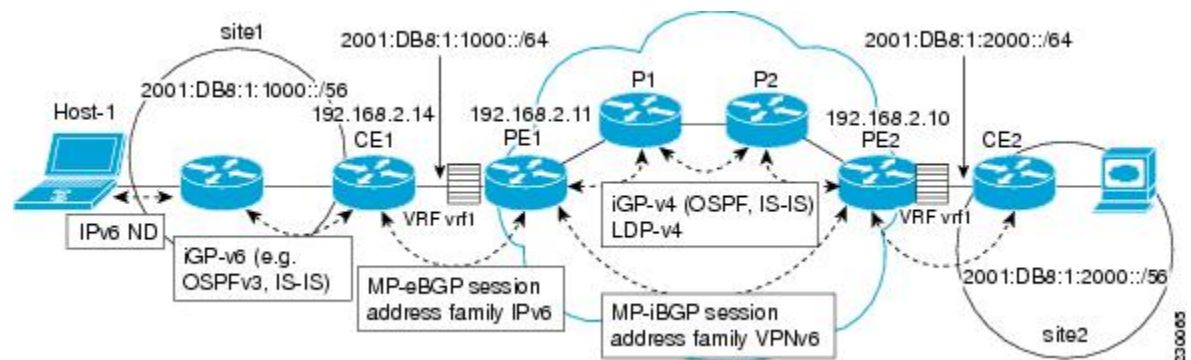 site1
2001:DB8:1:1000::/64
2001:DB8:1:2000::/64
2001:DB8:1:1000::/56
P1
P2
Host-1
192.168.2.14
192.168.2.11
192.168.2.10
CE1
PE1
PE2
CE2
VRF vrf1
iGP-v4 (OSPF, IS-IS)
LDP-v4
VRF vrf1
IPv6 ND
iGP-v6 (e.g.
OSPFv3, IS-IS)
MP-eBGP session
address family IPv6
MP-iBGP session
address family VPNv6
2001:DB8:1:2000::/56
site2
230065